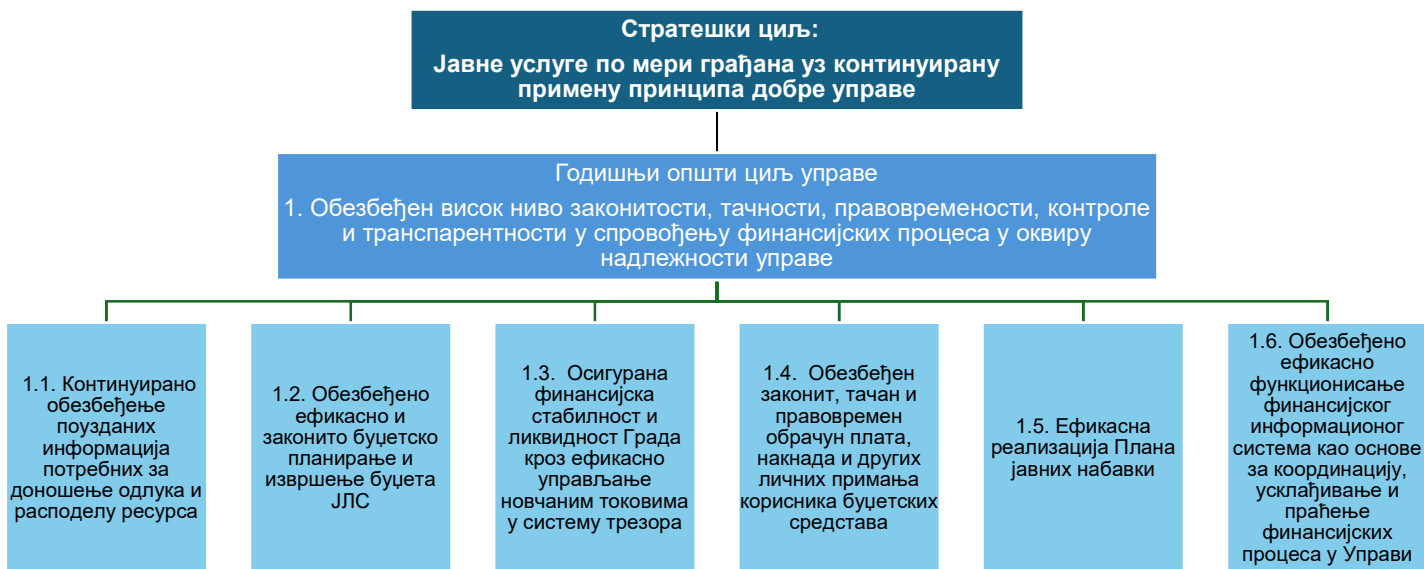 Стратешки циљ:
Јавне услуге по мери грађана уз континуирану
примену принципа добре управе
Годишњи општи циљ управе
1. Обезбеђен висок ниво законитости, тачности, правовремености, контроле
и транспарентности у спровођењу финансијских процеса у оквиру
надлежности управе
1.1. Континуирано
обезбеђење
поузданих
информација
потребних за
доношење одлука и
расподелу ресурса
1.2. Обезбеђено
ефикасно и
законито буџетско
планирање и
извршење буџета
ЈЛС
1.3. Осигурана
финансијска
стабилност и
ликвидност Града
кроз ефикасно
управљање
новчаним токовима
у систему трезора
1.4. Обезбеђен
законит, тачан и
правовремен
обрачун плата,
накнада и других
личних примања
корисника буџетских
средстава
1.5. Ефикасна
реализација Плана
јавних набавки
1.6. Обезбеђено
ефикасно
функционисање
финансијског
информационог
система као основе
за координацију,
усклађивање и
праћење
финансијских
процеса у Управи